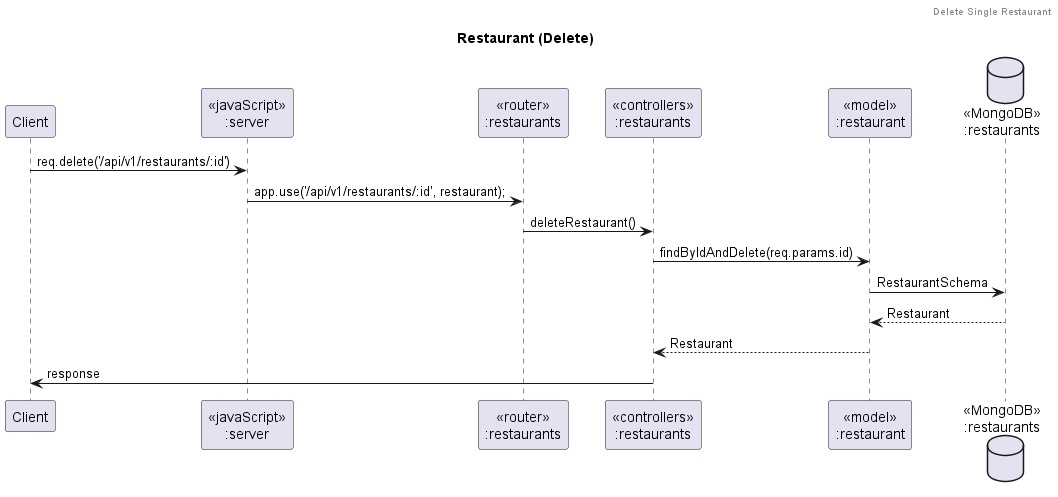 Delete Single Restaurant
Restaurant (Delete)
Client
«javaScript»
:server
«router»
:restaurants
«controllers»
:restaurants
«model»
:restaurant
«MongoDB»
:restaurants
req.delete('/api/v1/restaurants/:id')
app.use('/api/v1/restaurants/:id', restaurant);
deleteRestaurant()
findByIdAndDelete(req.params.id)
RestaurantSchema
Restaurant
Restaurant
response
Client
«javaScript»
:server
«router»
:restaurants
«controllers»
:restaurants
«model»
:restaurant
«MongoDB»
:restaurants